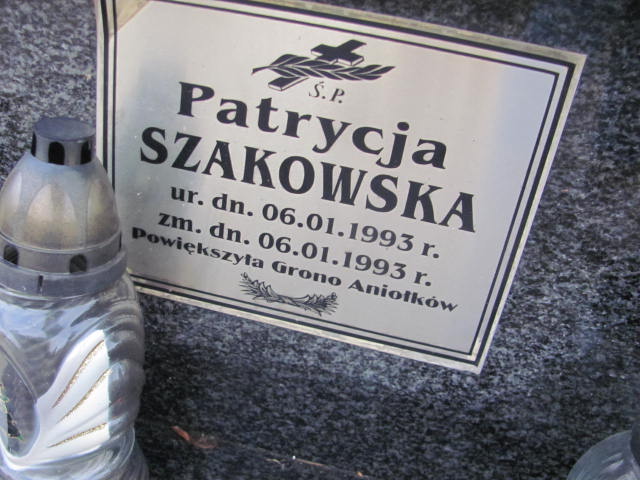 Ś.P.
Patrycja
SZAKOWSKA
ur. dn. 06.01.1993 r.
zm. dn. 06.01.1993 r.
Powiększyła Grono Aniołków